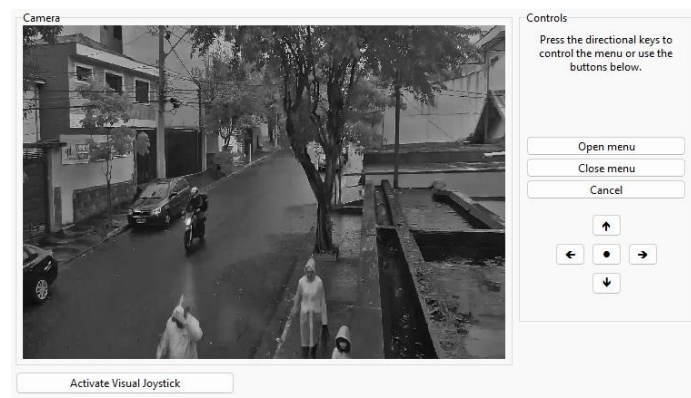 Camera
Controls
Press the directional keys to
control the menu or use the
buttons below.
Open menu
Close menu
Cancel
Activate Visual Joystick